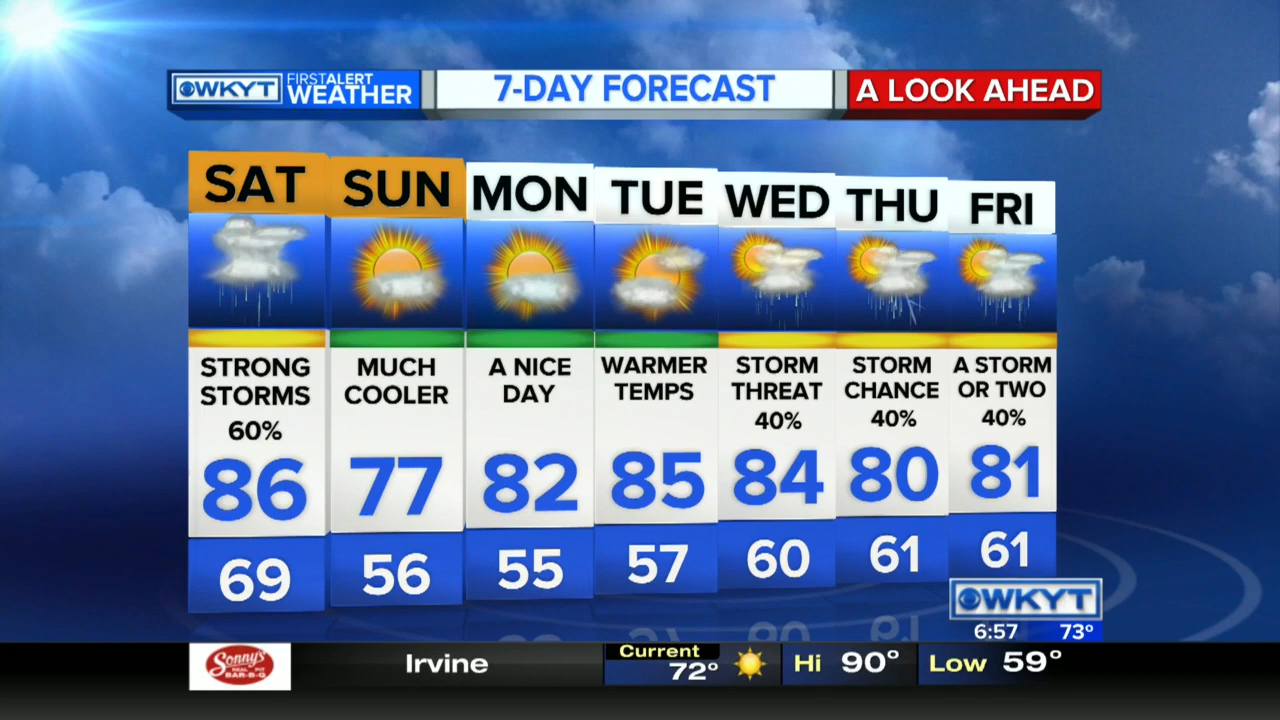 WKYT FIRST ALERT WEATHER
7-DAY FORECAST
A LOOK AHEAD
SAT
STRONG
STORMS
60%
86
69
SUN
MUCH
COOLER
77
56
MON
A NICE
DAY
82
55
TUE
WARMER
TEMPS
85
57
WED
STORM
THREAT
40%
84
60
THU
STORM
CHANCE
40%
80
61
FRI
A STORM
OR TWO
40%
81
61
WKYT
6:57 73°
Sonny's
REAL PIT
BAR-B-Q
Irvine
Current
72°
Hi 90°
Low 59°